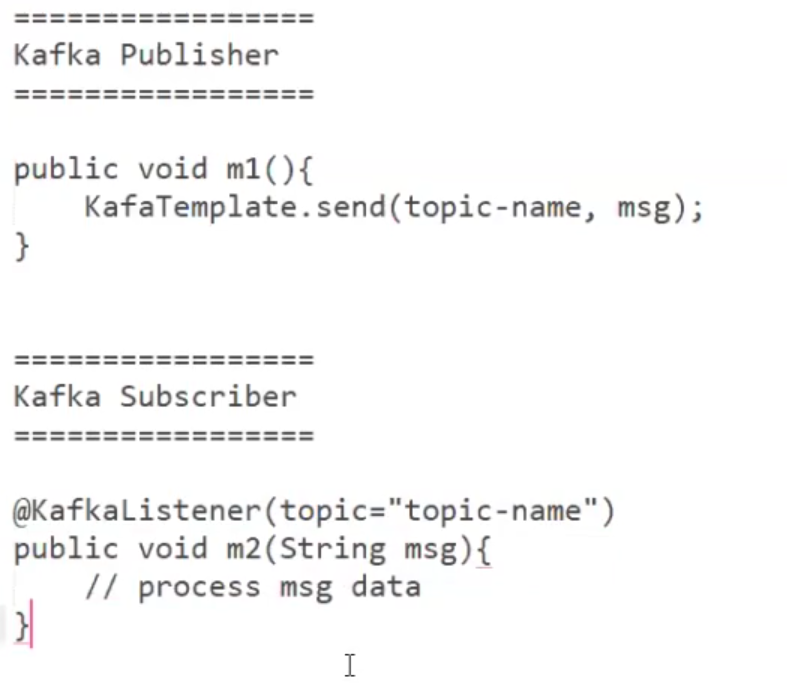 =================
Kafka Publisher
=================
public void m1(){
    KafaTemplate.send(topic-name, msg);
}
=================
Kafka Subscriber
=================
@KafkaListener(topic="topic-name")
public void m2(String msg){
    // process msg data
}